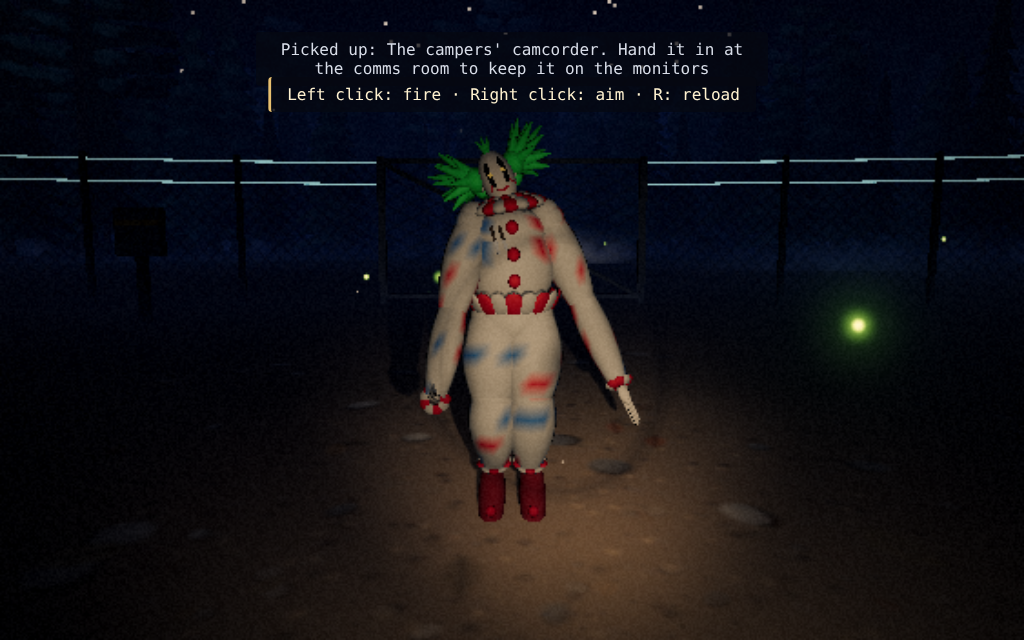 Picked up: The campers' camcorder. Hand it in at
the comms room to keep it on the monitors
Left click: fire · Right click: aim · R: reload